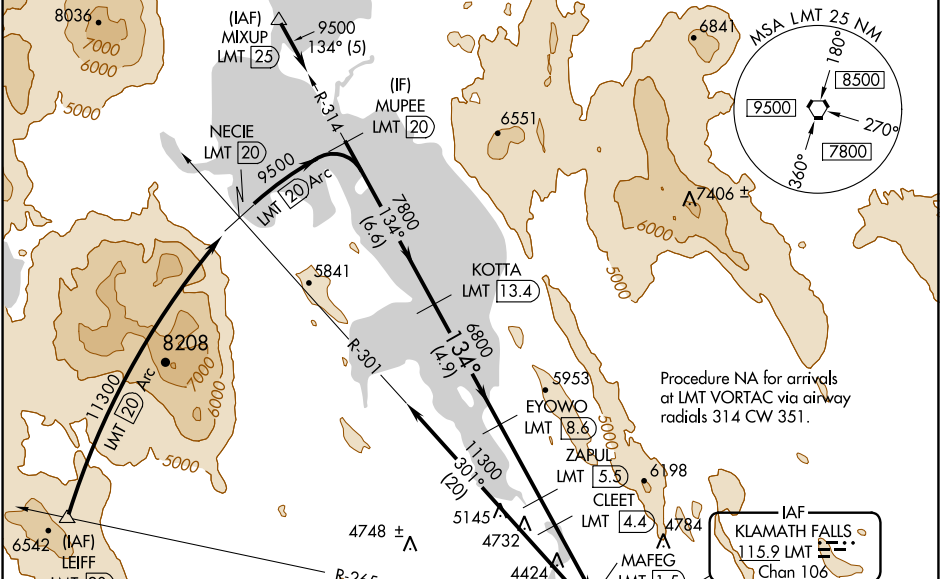 8036
7000
6000
5000
(IAF)
MIXUP
LMT 25
9500
134° (5)
R-314
(IF)
MUPEE
LMT 20
NECIE
LMT 20
9500
LMT 20 Arc
7800
134°
(6.6)
6841
6551
7406 ±
6000
5000
MSA LMT 25 NM
180°
8500
9500
270°
7800
360°
5841
KOTTA
LMT 13.4
6800
134°
(4.9)
R-301
8208
7000
6000
5000
11300
LMT 20 Arc
5953
EYOWO
LMT 8.6
5000
Procedure NA for arrivals
at LMT VORTAC via airway
radials 314 CW 351.
ZAPUL
LMT 5.5
6198
CLEET
LMT 4.4
4784
11300
301°
(20)
5145
4732
4748 ±
4424
MAFEG
LMT 1.5
6542
(IAF)
LEIFF
R-265
IAF
KLAMATH FALLS
115.9 LMT
Chan 106